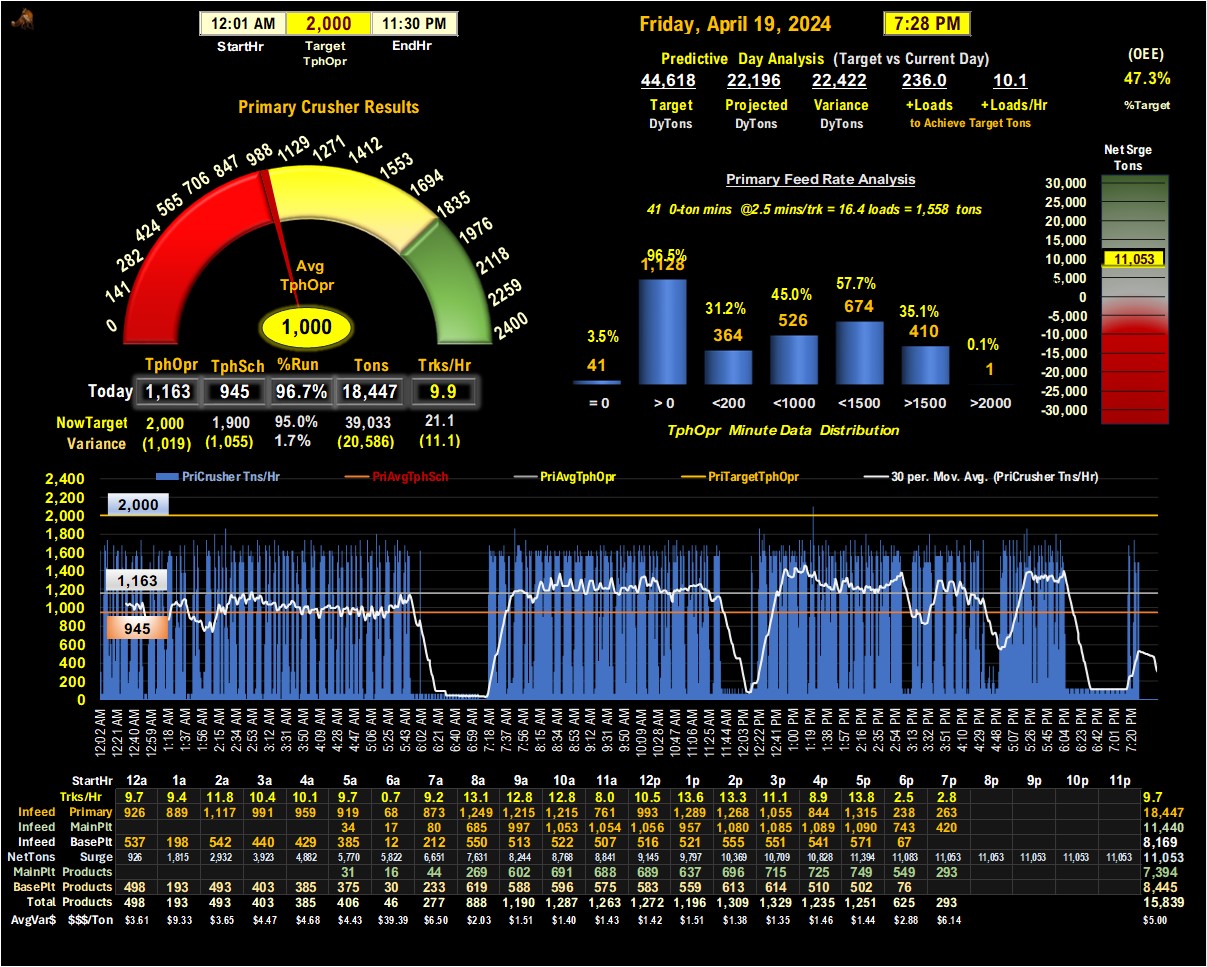 12:01 AM 2,000 11:30 PM
StartHr Target EndHr
TphOpr
Friday, April 19, 2024 7:28 PM
Predictive Day Analysis (Target vs Current Day)
44,618 22,196 22,422 236.0 10.1
Target Projected Variance +Loads +Loads/Hr
DyTons DyTons DyTons to Achieve Target Tons
(OEE)
47.3%
%Target
Primary Crusher Results
0 141 282 424 565 706 847 988 1129 1271 1412 1553 1694 1835 1976 2118 2259 2400
Avg
TphOpr
1,000
TphOpr TphSch %Run Tons Trks/Hr
Today 1,163 945 96.7% 18,447 9.9
NowTarget 2,000 1,900 95.0% 39,033 21.1
Variance (1,019) (1,055) 1.7% (20,586) (11.1)
Primary Feed Rate Analysis
41 0-ton mins @2.5 mins/trk = 16.4 loads = 1,558 tons
3.5% 96.5% 31.2% 45.0% 57.7% 35.1% 0.1%
41 1,128 364 526 674 410 1
= 0 > 0 <200 <1000 <1500 >1500 >2000
TphOpr Minute Data Distribution
Net Srge
Tons
30,000
25,000
20,000
15,000
10,000
11,053
5,000
0
-5,000
-10,000
-15,000
-20,000
-25,000
-30,000
PriCrusher Tns/Hr PriAvgTphSch PriAvgTphOpr PriTargetTphOpr 30 per. Mov. Avg. (PriCrusher Tns/Hr)
2,400
2,200
2,000
1,800
1,600
1,400
1,200
1,000
800
600
400
200
0
2,000
1,163
945
12:02 AM 12:21 AM 12:40 AM 12:59 AM 1:18 AM 1:37 AM 1:56 AM 2:15 AM 2:34 AM 2:53 AM 3:12 AM 3:31 AM 3:50 AM 4:09 AM 4:28 AM 4:47 AM 5:06 AM 5:25 AM 5:43 AM 6:02 AM 6:21 AM 6:40 AM 6:59 AM 7:18 AM 7:37 AM 7:56 AM 8:15 AM 8:34 AM 8:53 AM 9:12 AM 9:31 AM 9:50 AM 10:09 AM 10:28 AM 10:47 AM 11:06 AM 11:25 AM 11:44 AM 12:03 PM 12:22 PM 12:41 PM 1:00 PM 1:19 PM 1:38 PM 1:57 PM 2:16 PM 2:35 PM 2:54 PM 3:13 PM 3:32 PM 3:51 PM 4:10 PM 4:29 PM 4:48 PM 5:07 PM 5:26 PM 5:45 PM 6:04 PM 6:23 PM 6:42 PM 7:01 PM 7:20 PM
StartHr 12a 1a 2a 3a 4a 5a 6a 7a 8a 9a 10a 11a 12p 1p 2p 3p 4p 5p 6p 7p 8p 9p 10p 11p
Trks/Hr 9.7 9.4 11.8 10.4 10.1 9.7 0.7 9.2 13.1 12.8 12.8 8.0 10.5 13.6 13.3 11.1 8.9 13.8 2.5 2.8 9.7
Infeed Primary 926 889 1,117 991 959 919 68 873 1,249 1,215 1,215 761 993 1,289 1,268 1,055 844 1,315 238 263 18,447
Infeed MainPlt 34 17 80 685 997 1,053 1,054 1,056 957 1,080 1,085 1,089 1,090 743 420 11,440
Infeed BasePlt 537 198 542 440 429 385 12 212 550 513 522 507 516 521 555 551 541 571 67 8,169
NetTons Surge 926 1,815 2,932 3,923 4,882 5,770 5,822 6,651 7,631 8,244 8,768 8,841 9,145 9,797 10,369 10,709 10,828 11,394 11,083 11,053 11,053 11,053 11,053 11,053 11,053
MainPlt Products 31 16 44 269 602 691 688 689 637 696 715 725 749 549 293 7,394
BasePlt Products 498 193 493 403 385 375 30 233 619 588 596 575 583 559 613 614 510 502 76 8,445
Total Products 498 193 493 403 385 406 46 277 888 1,190 1,287 1,263 1,272 1,196 1,309 1,329 1,235 1,251 625 293 15,839
AvgVar$ $$$/Ton $3.61 $9.33 $3.65 $4.47 $4.68 $4.43 $39.39 $6.50 $2.03 $1.51 $1.40 $1.43 $1.42 $1.51 $1.38 $1.35 $1.46 $1.44 $2.88 $6.14 $5.00